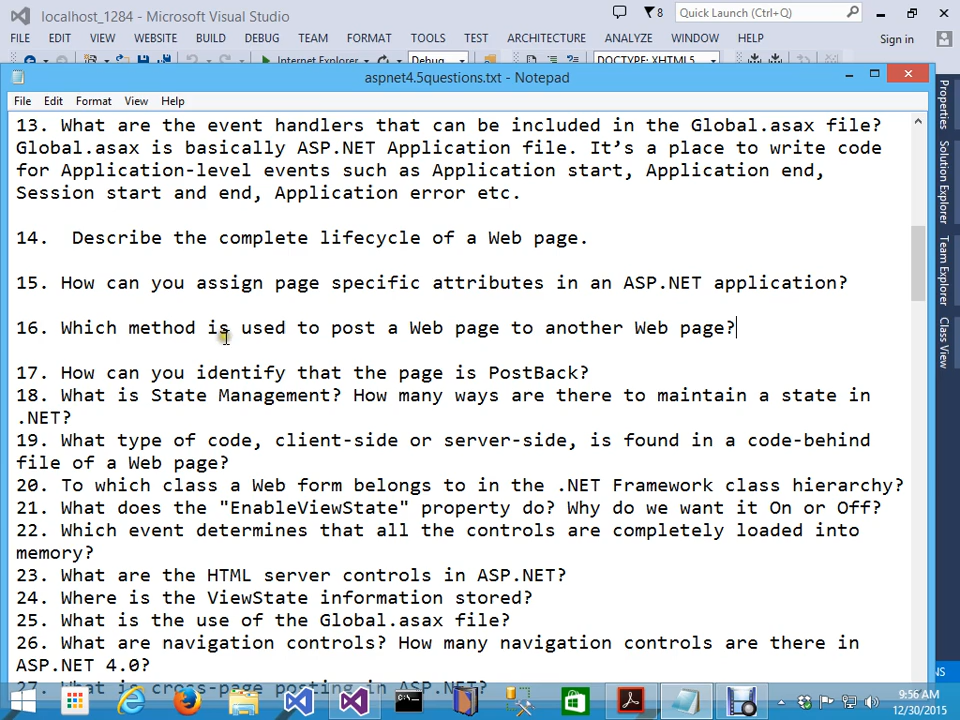 localhost_1284 - Microsoft Visual Studio
8
Quick Launch (Ctrl+Q)
FILE EDIT VIEW WEBSITE BUILD DEBUG TEAM FORMAT TOOLS TEST ARCHITECTURE ANALYZE WINDOW HELP
Sign in
Internet Explorer Debug DOCTYPE: XHTML5
aspnet4.5questions.txt - Notepad
File Edit Format View Help
13. What are the event handlers that can be included in the Global.asax file?
Global.asax is basically ASP.NET Application file. It’s a place to write code
for Application-level events such as Application start, Application end,
Session start and end, Application error etc.
14.  Describe the complete lifecycle of a Web page.
15. How can you assign page specific attributes in an ASP.NET application?
16. Which method is used to post a Web page to another Web page?
17. How can you identify that the page is PostBack?
18. What is State Management? How many ways are there to maintain a state in
.NET?
19. What type of code, client-side or server-side, is found in a code-behind
file of a Web page?
20. To which class a Web form belongs to in the .NET Framework class hierarchy?
21. What does the "EnableViewState" property do? Why do we want it On or Off?
22. Which event determines that all the controls are completely loaded into
memory?
23. What are the HTML server controls in ASP.NET?
24. Where is the ViewState information stored?
25. What is the use of the Global.asax file?
26. What are navigation controls? How many navigation controls are there in
ASP.NET 4.0?
27. What is cross-page posting in ASP.NET?
Properties
Solution Explorer
Team Explorer
Class View
NS
9:56 AM
12/30/2015